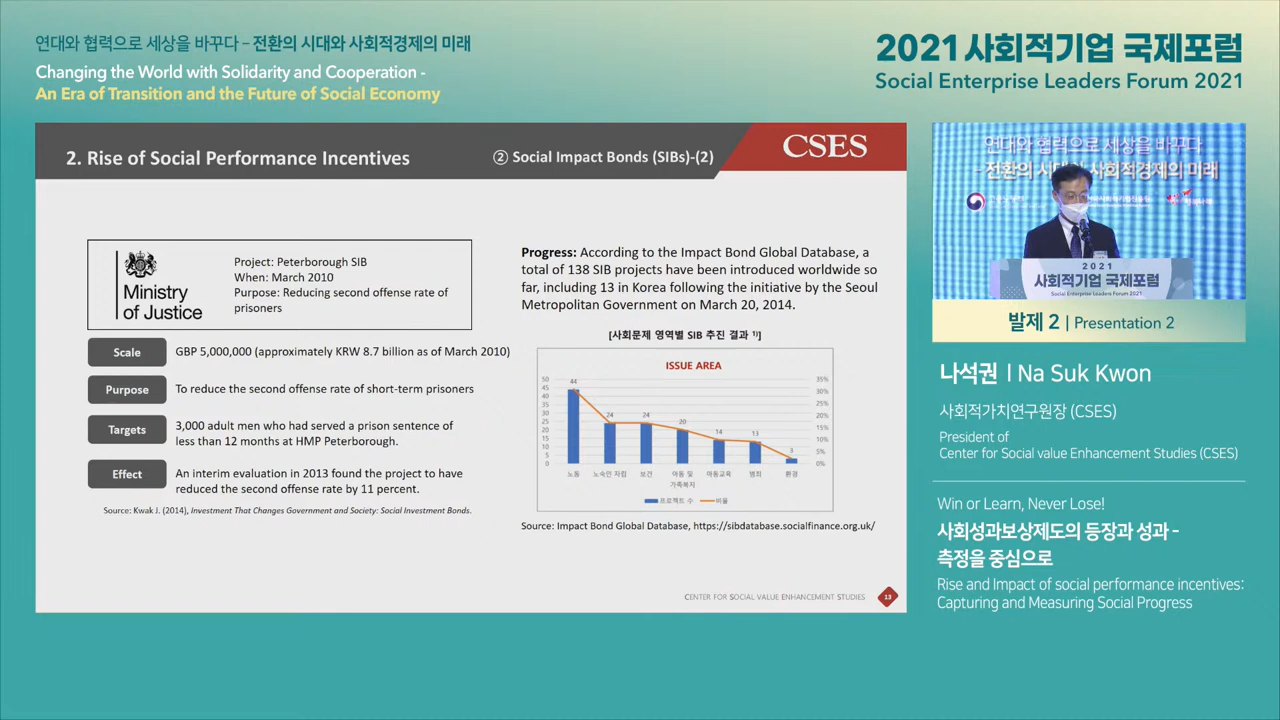 연대와 협력으로 세상을 바꾸다 – 전환의 시대와 사회적경제의 미래
Changing the World with Solidarity and Cooperation -
An Era of Transition and the Future of Social Economy
2021 사회적기업 국제포럼
Social Enterprise Leaders Forum 2021
2. Rise of Social Performance Incentives
② Social Impact Bonds (SIBs)-(2)
CSES
Ministry
of Justice
Project: Peterborough SIB
When: March 2010
Purpose: Reducing second offense rate of
prisoners
Scale
GBP 5,000,000 (approximately KRW 8.7 billion as of March 2010)
Purpose
To reduce the second offense rate of short-term prisoners
Targets
3,000 adult men who had served a prison sentence of
less than 12 months at HMP Peterborough.
Effect
An interim evaluation in 2013 found the project to have
reduced the second offense rate by 11 percent.
Source: Kwak J. (2014), Investment That Changes Government and Society: Social Investment Bonds.
Progress: According to the Impact Bond Global Database, a
total of 138 SIB projects have been introduced worldwide so
far, including 13 in Korea following the initiative by the Seoul
Metropolitan Government on March 20, 2014.
[사회문제 영역별 SIB 추진 결과 1)]
ISSUE AREA
50
45
40
35
30
25
20
15
10
5
0
44
24
24
20
14
13
3
35%
30%
25%
20%
15%
10%
5%
0%
노동
노숙인 자립
보건
아동 및
가족복지
아동교육
범죄
환경
프로젝트 수
비율
Source: Impact Bond Global Database, https://sibdatabase.socialfinance.org.uk/
CENTER FOR SOCIAL VALUE ENHANCEMENT STUDIES
13
연대와 협력으로 세상을 바꾸다
- 전환의 시대와 사회적경제의 미래
2021
사회적기업 국제포럼
Social Enterprise Leaders Forum 2021
발제 2 | Presentation 2
나석권 | Na Suk Kwon
사회적가치연구원장 (CSES)
President of
Center for Social value Enhancement Studies (CSES)
Win or Learn, Never Lose!
사회성과보상제도의 등장과 성과 -
측정을 중심으로
Rise and Impact of social performance incentives:
Capturing and Measuring Social Progress